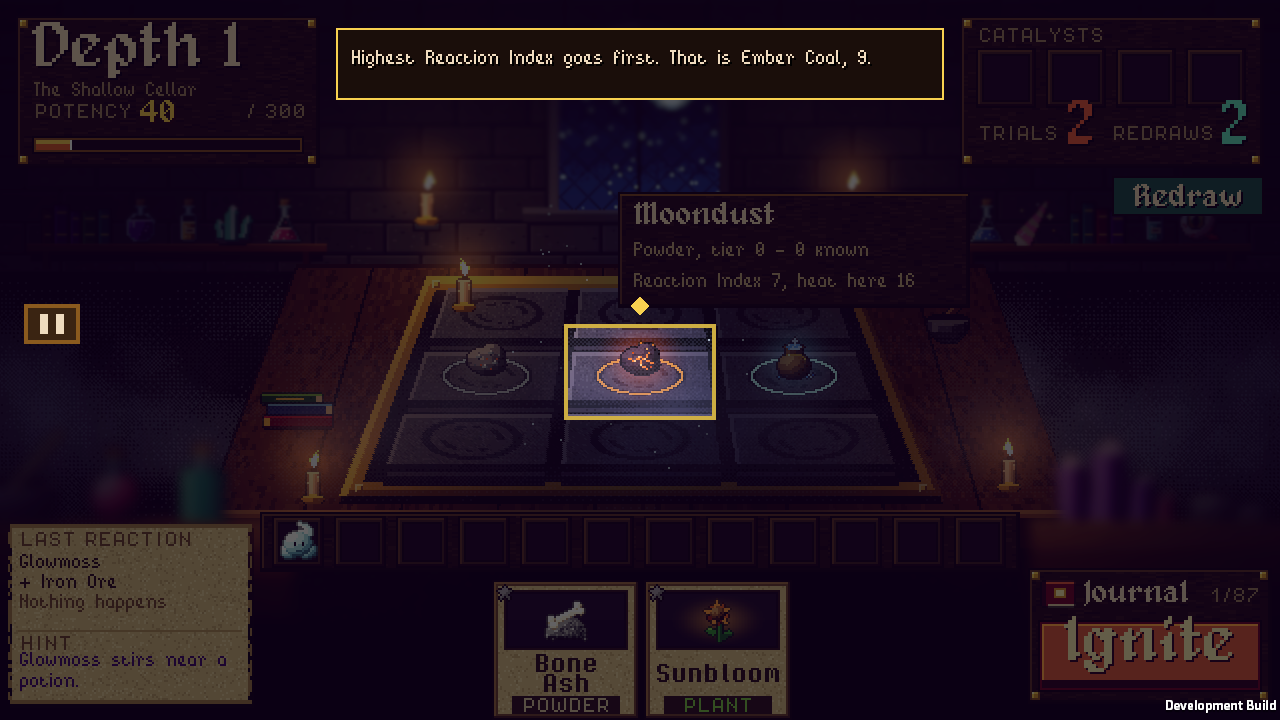 Depth 1
The Shallow Cellar
POTENCY 40 / 300
Highest Reaction Index goes first. That is Ember Coal, 9.
CATALYSTS
TRIALS 2 REDRAWS 2
Redraw
Moondust
Powder, tier 0 - 0 known
Reaction Index 7, heat here 16
LAST REACTION
Glowmoss
+ Iron Ore
Nothing happens
HINT
Glowmoss stirs near a
potion.
Bone
Ash
POWDER
Sunbloom
PLANT
Journal 1/87
Ignite
Development Build